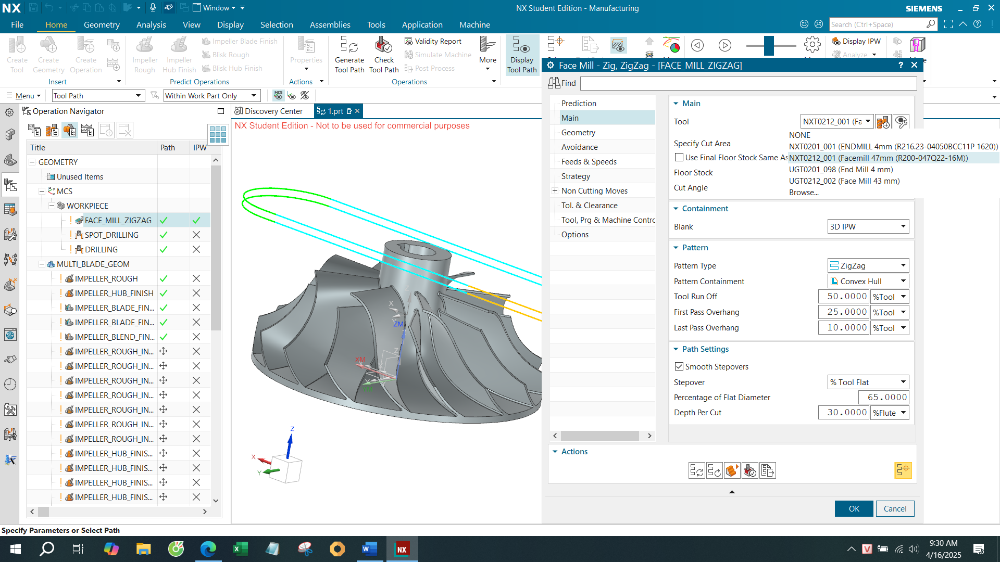 NX
Window
NX Student Edition - Manufacturing
SIEMENS
File
Home
Geometry
Analysis
View
Display
Selection
Assemblies
Tools
Application
Machine
Search (Ctrl+Space)
Create Tool
Create Geometry
Create Operation
Insert
Impeller Rough
Impeller Hub Finish
Impeller Blade Finish
Blisk Rough
Blisk Hub Finish
Predict Operations
Properties
Actions
Generate Tool Path
Check Tool Path
Validity Report
Simulate Machine
Post Process
More
Operations
Display Tool Path
Display IPW
Analyze
Menu
Tool Path
Within Work Part Only
MCS
Operation Navigator
Discovery Center
1.prt
NX Student Edition - Not to be used for commercial purposes
Title
Path
IPW
GEOMETRY
Unused Items
MCS
WORKPIECE
FACE_MILL_ZIGZAG
SPOT_DRILLING
DRILLING
MULTI_BLADE_GEOM
IMPELLER_ROUGH
IMPELLER_HUB_FINISH
IMPELLER_BLADE_FIN...
IMPELLER_BLADE_FIN...
IMPELLER_BLEND_FIN...
IMPELLER_ROUGH_IN...
IMPELLER_ROUGH_IN...
IMPELLER_ROUGH_IN...
IMPELLER_ROUGH_IN...
IMPELLER_ROUGH_IN...
IMPELLER_ROUGH_IN...
IMPELLER_ROUGH_IN...
IMPELLER_HUB_FINIS...
IMPELLER_HUB_FINIS...
IMPELLER_HUB_FINIS...
IMPELLER_HUB_FINIS...
X
ZM
Z
XM
YM
Z
X
Y
Face Mill - Zig, ZigZag - [FACE_MILL_ZIGZAG]
Find
Prediction
Main
Geometry
Avoidance
Feeds & Speeds
Strategy
Non Cutting Moves
Tol. & Clearance
Tool, Prg & Machine Contro
Options
Main
Tool
NXT0212_001 (Fa
NONE
Specify Cut Area
NXT0201_001 (ENDMILL 4mm (R216.23-04050BCC11P 1620))
Use Final Floor Stock Same As
NXT0212_001 (Facemill 47mm (R200-047Q22-16M))
Floor Stock
UGT0201_098 (End Mill 4 mm)
UGT0212_002 (Face Mill 43 mm)
Cut Angle
Browse...
Containment
Blank
3D IPW
Pattern
Pattern Type
ZigZag
Pattern Containment
Convex Hull
Tool Run Off
50.0000
%Tool
First Pass Overhang
25.0000
%Tool
Last Pass Overhang
10.0000
%Tool
Path Settings
Smooth Stepovers
Stepover
% Tool Flat
Percentage of Flat Diameter
65.0000
Depth Per Cut
30.0000
%Flute
Actions
OK
Cancel
Specify Parameters or Select Path
9:30 AM
4/16/2025